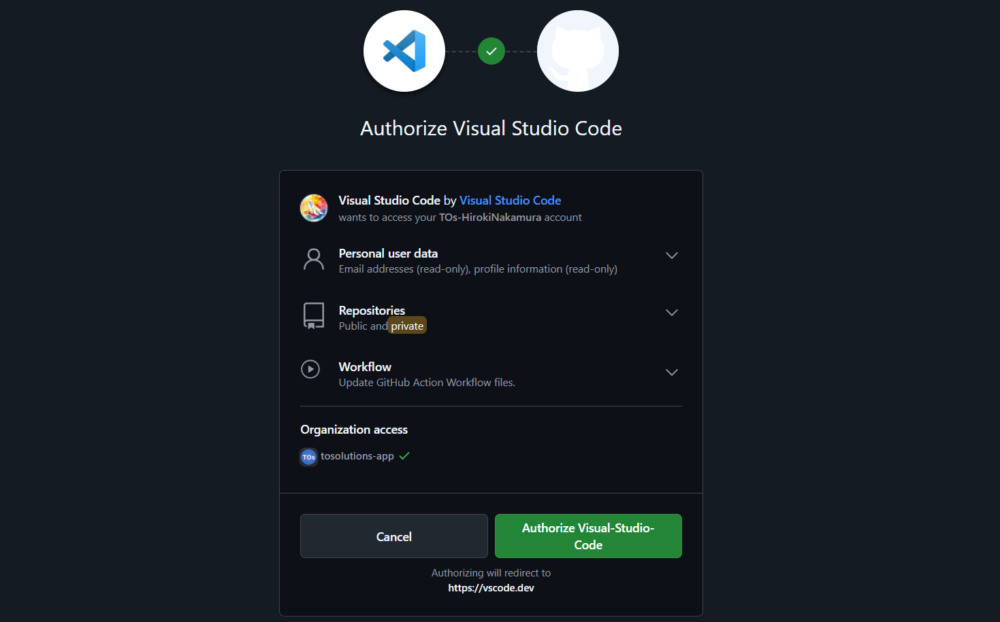 Authorize Visual Studio Code
Visual Studio Code by Visual Studio Code
wants to access your TOs-HirokiNakamura account
Personal user data
Email addresses (read-only), profile information (read-only)
Repositories
Public and private
Workflow
Update GitHub Action Workflow files.
Organization access
TOs tosolutions-app
Cancel
Authorize Visual-Studio-
Code
Authorizing will redirect to
https://vscode.dev